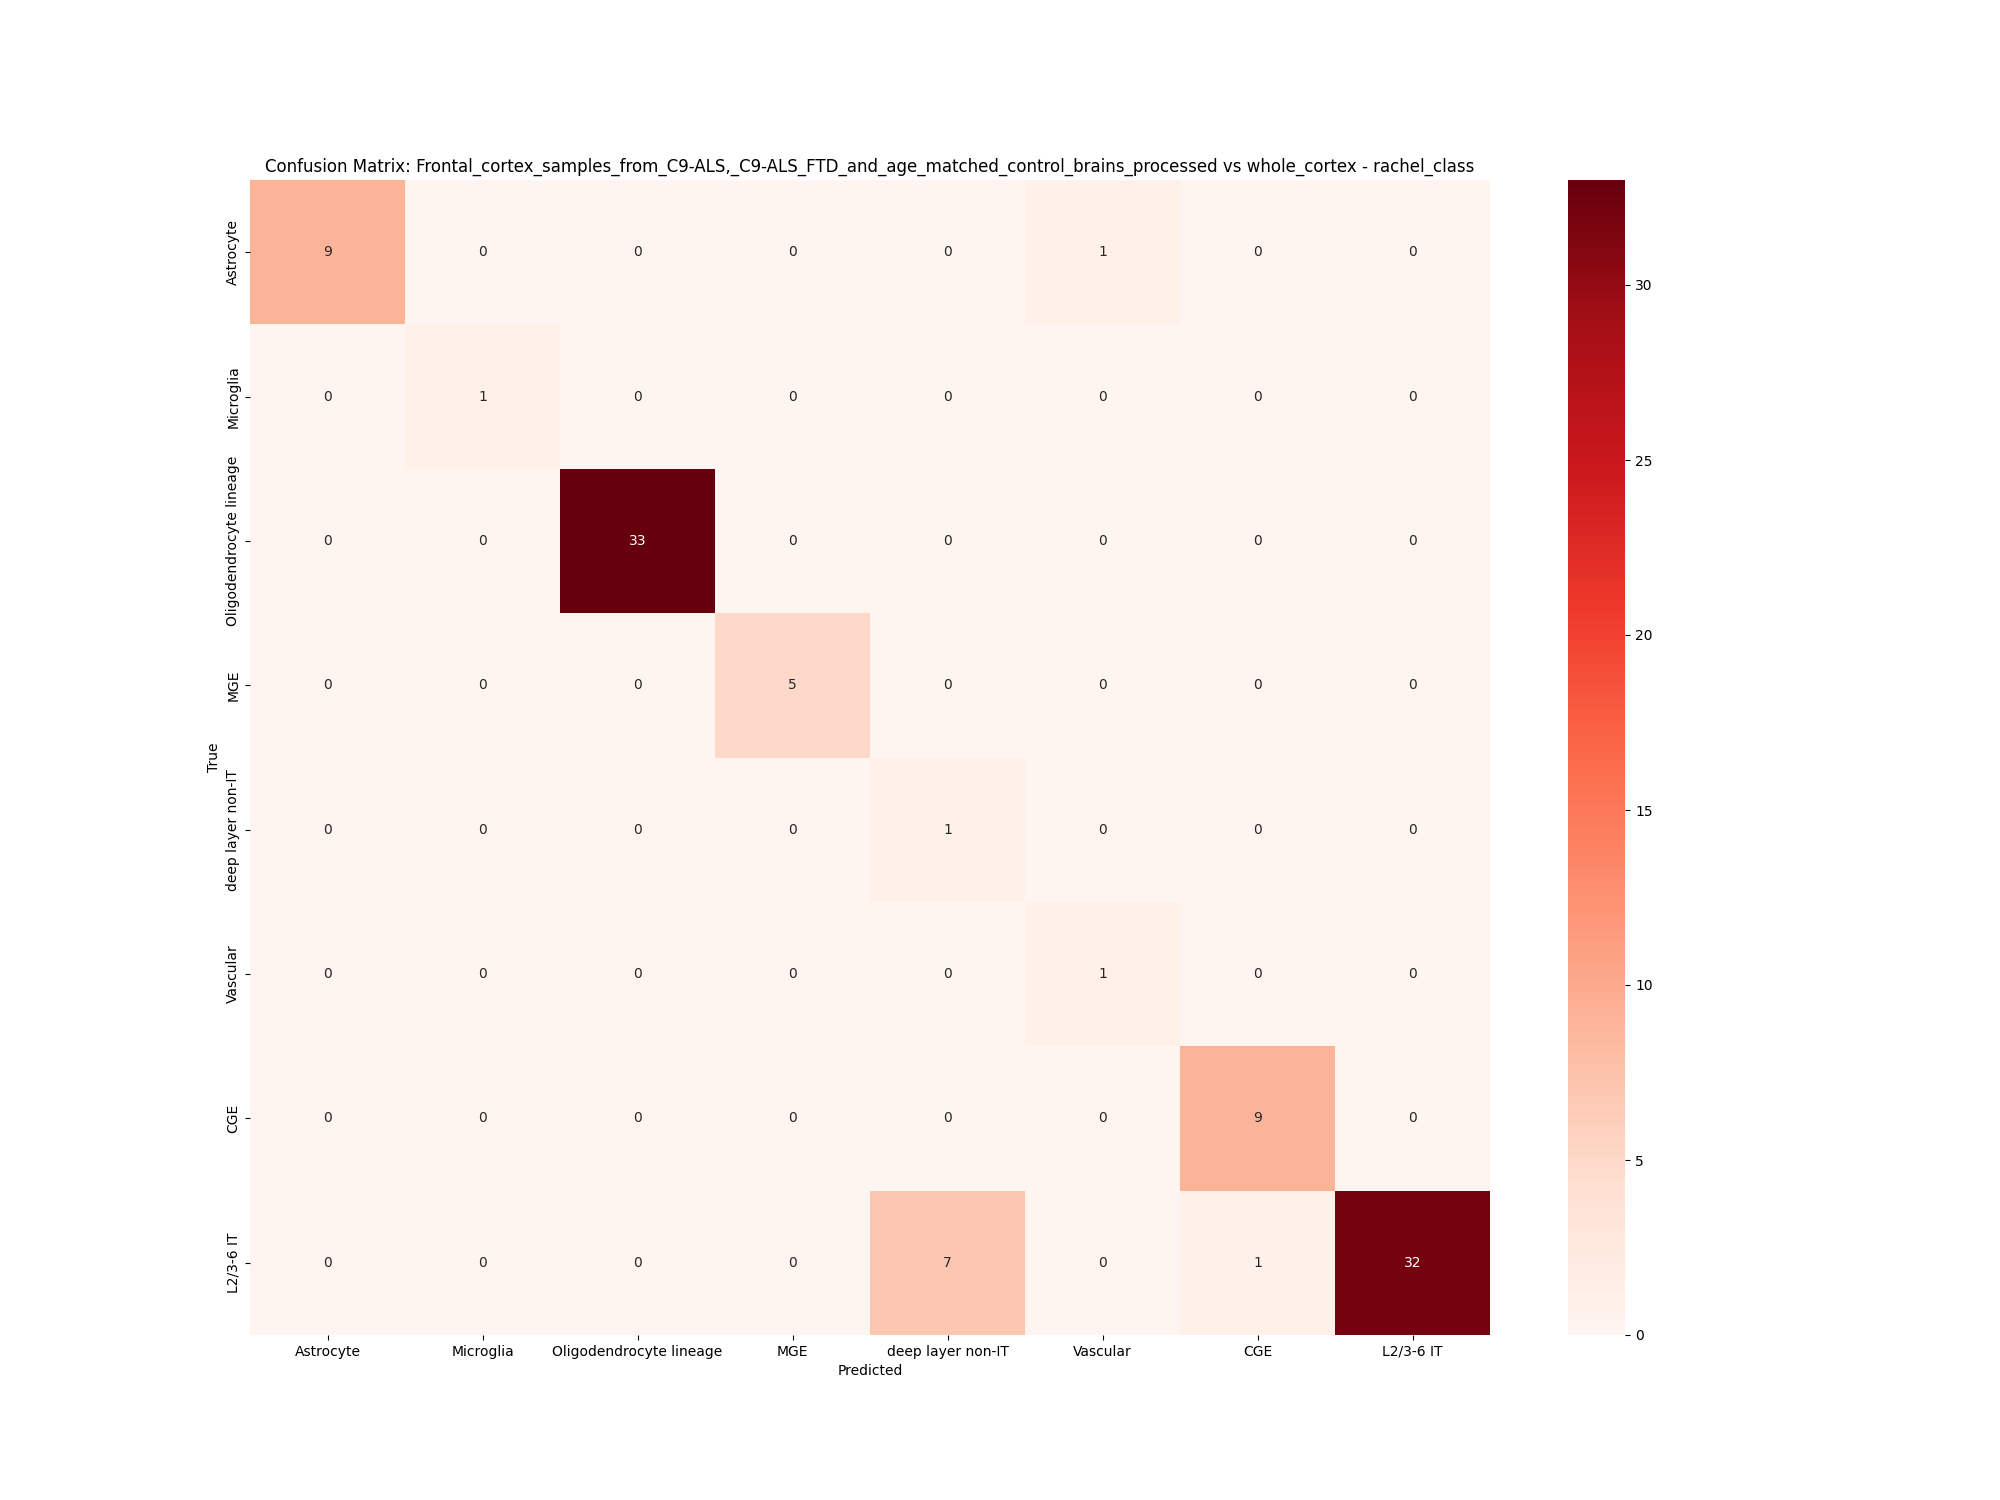 Confusion Matrix: Frontal_cortex_samples_from_C9-ALS,_C9-ALS_FTD_and_age_matched_control_brains_processed vs whole_cortex - rachel_class
True
Astrocyte 9 0 0 0 0 1 0 0
Microglia 0 1 0 0 0 0 0 0
Oligodendrocyte lineage 0 0 33 0 0 0 0 0
MGE 0 0 0 5 0 0 0 0
deep layer non-IT 0 0 0 0 1 0 0 0
Vascular 0 0 0 0 0 1 0 0
CGE 0 0 0 0 0 0 9 0
L2/3-6 IT 0 0 0 0 7 0 1 32
Astrocyte Microglia Oligodendrocyte lineage MGE deep layer non-IT Vascular CGE L2/3-6 IT
Predicted
30
25
20
15
10
5
0